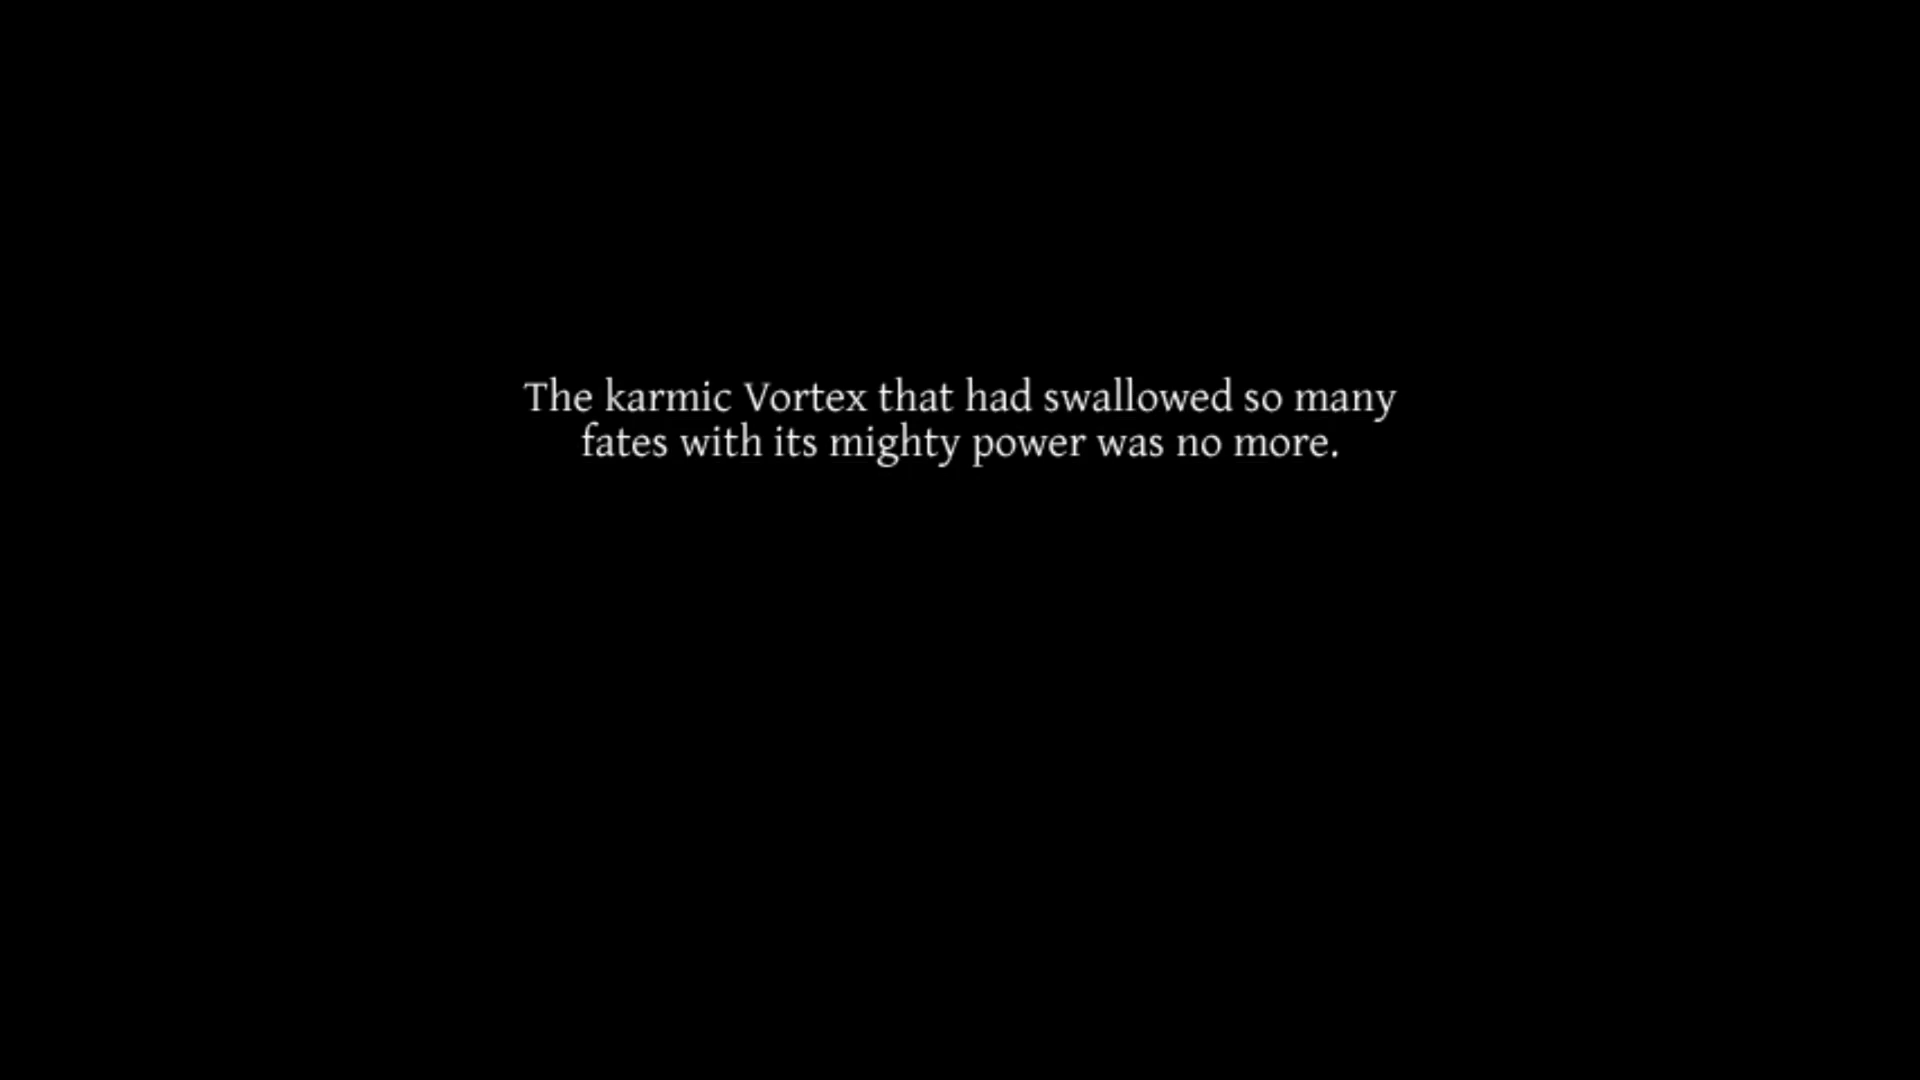 The karmic Vortex that had swallowed so many
fates with its mighty power was no more.